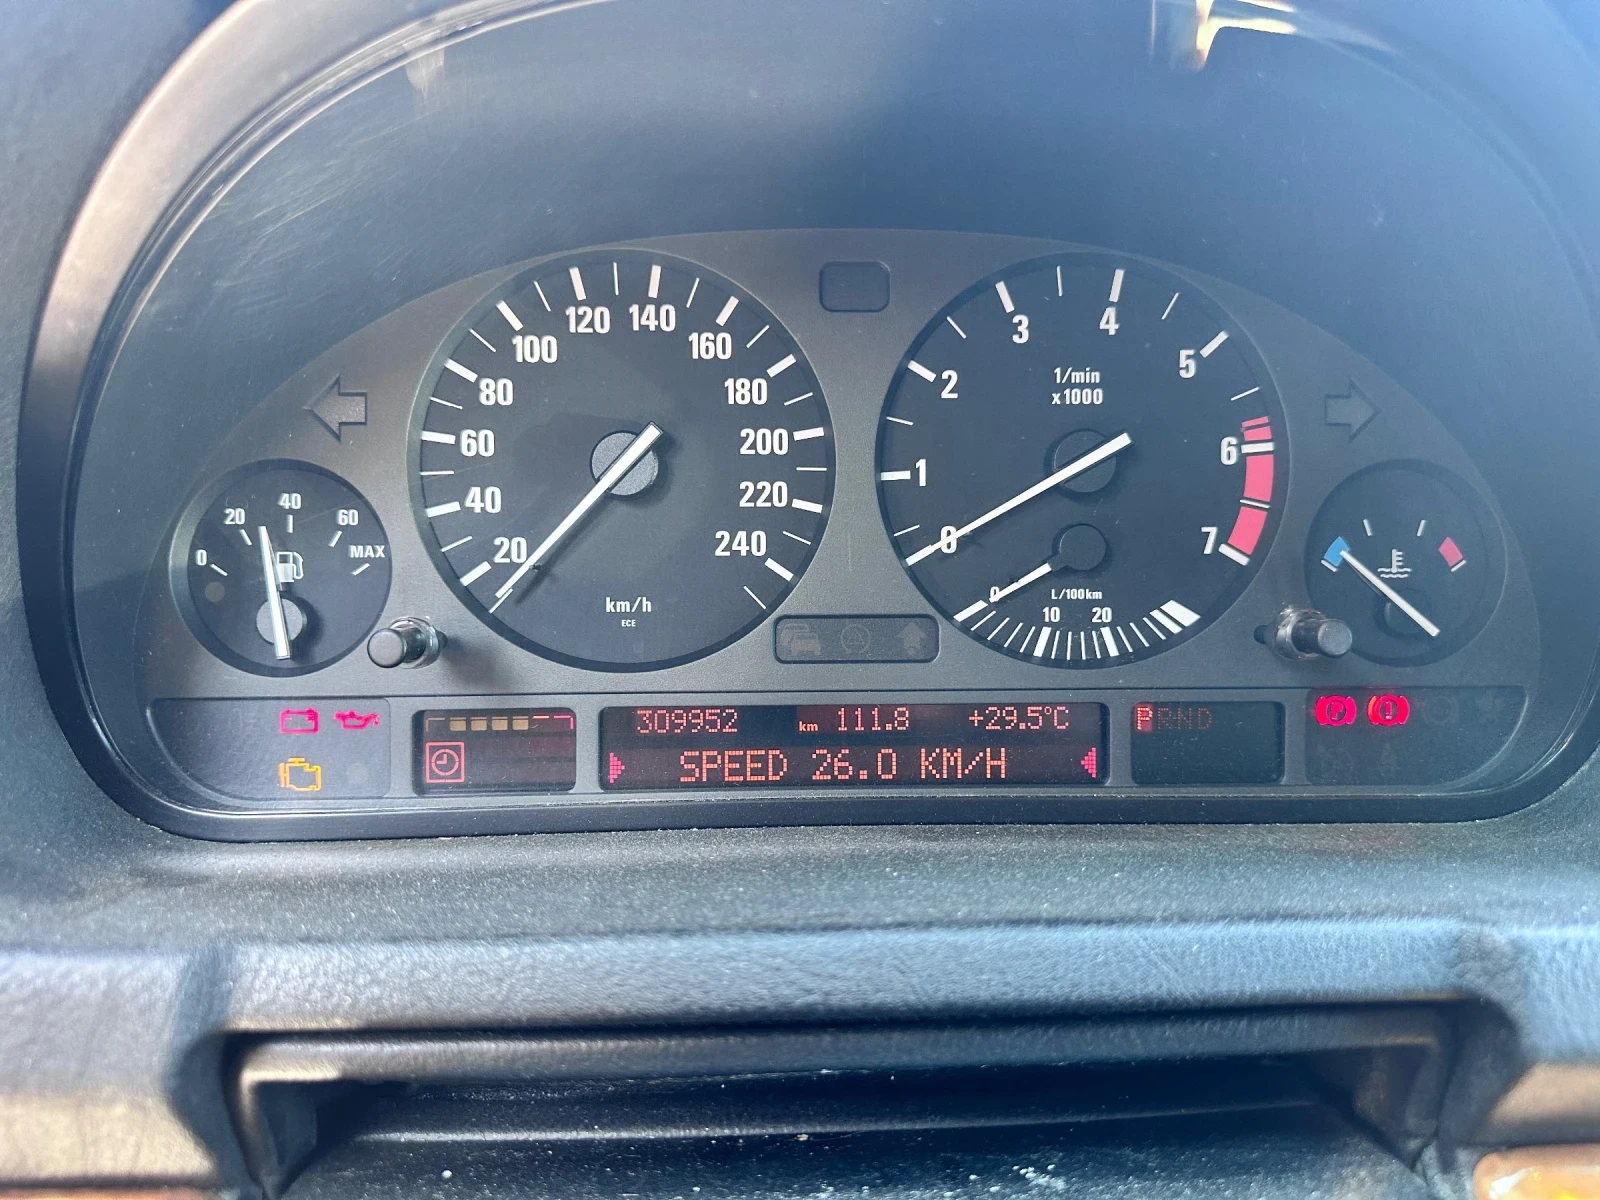 120 140
100 160
80 180
60 200
40 220
20 240
km/h
ECE
3 4
2 5
1/min
x1000
1 6
0 7
L/100km
0 10 20
0 20 40 60 MAX
309952 km 111.8 +29.5°C
PRND
SPEED 26.0 KM/H
P